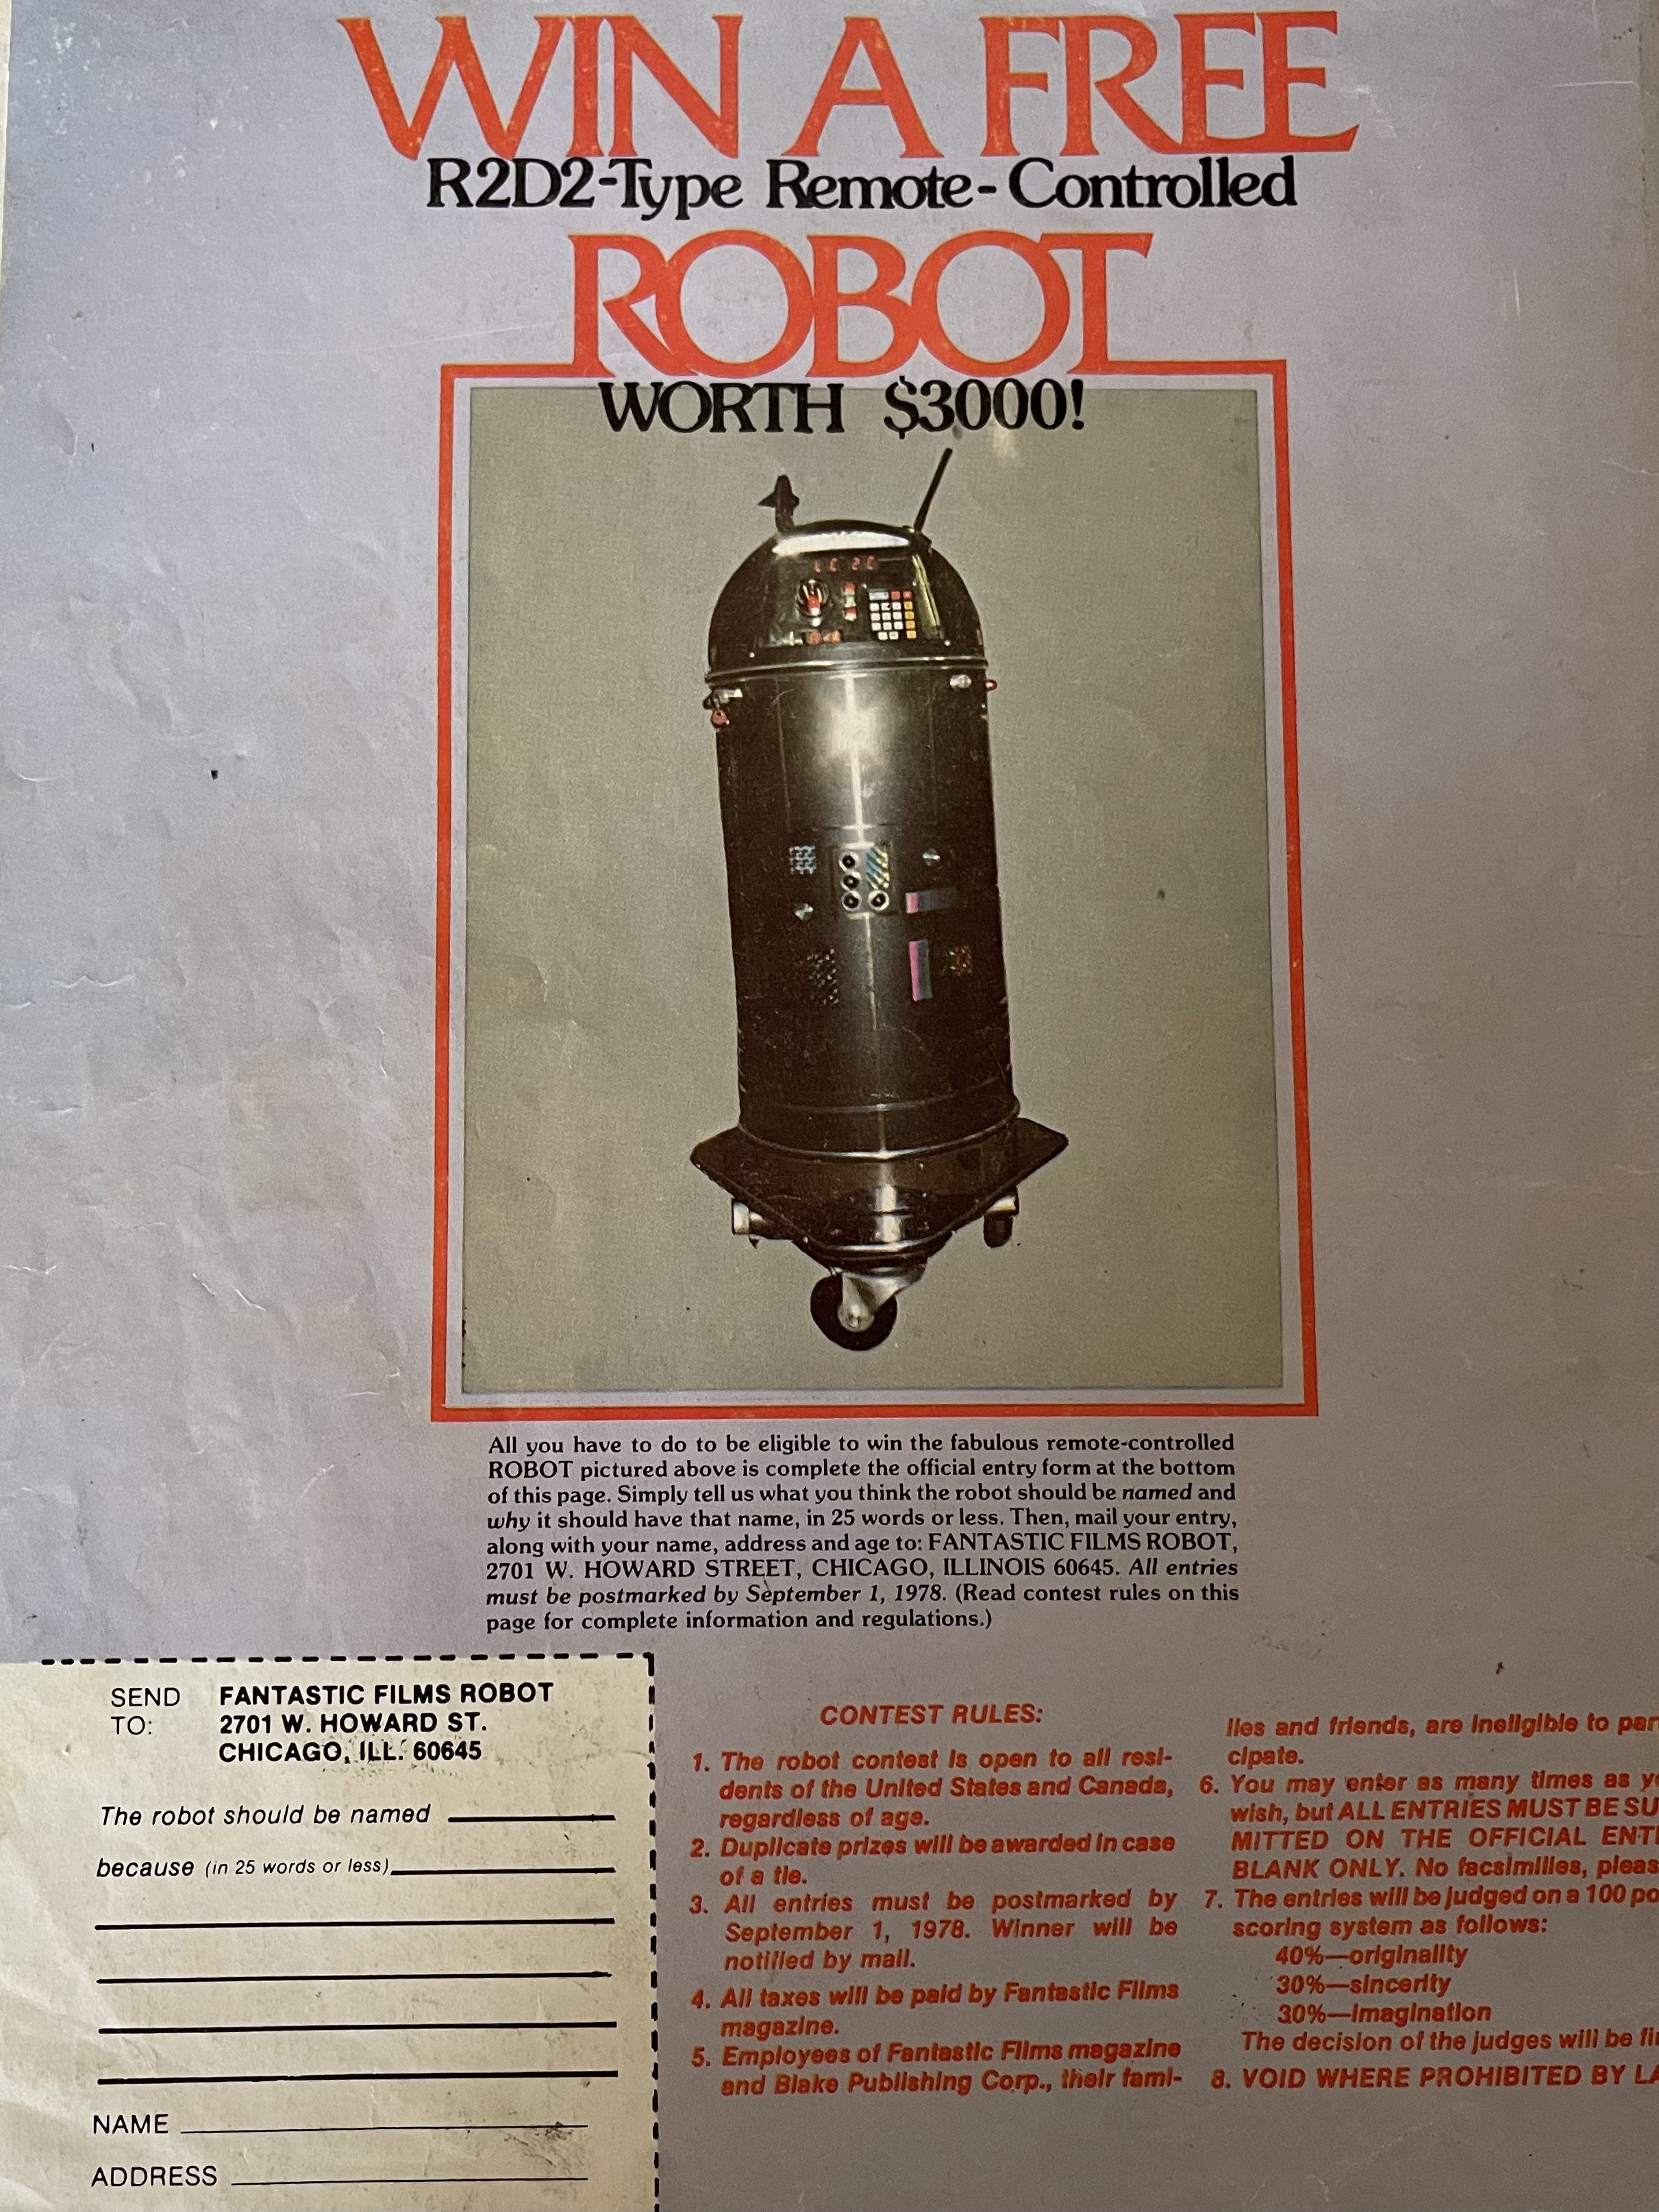 WIN A FREE
R2D2-Type Remote-Controlled
ROBOT
WORTH $3000!
All you have to do to be eligible to win the fabulous remote-controlled
ROBOT pictured above is complete the official entry form at the bottom
of this page. Simply tell us what you think the robot should be named and
why it should have that name, in 25 words or less. Then, mail your entry,
along with your name, address and age to: FANTASTIC FILMS ROBOT,
2701 W. HOWARD STREET, CHICAGO, ILLINOIS 60645. All entries
must be postmarked by September 1, 1978. (Read contest rules on this
page for complete information and regulations.)
SEND TO: FANTASTIC FILMS ROBOT
2701 W. HOWARD ST.
CHICAGO, ILL. 60645
The robot should be named
because (in 25 words or less)
NAME
ADDRESS
CONTEST RULES:
1. The robot contest is open to all resi-
dents of the United States and Canada,
regardless of age.
2. Duplicate prizes will be awarded in case
of a tie.
3. All entries must be postmarked by
September 1, 1978. Winner will be
notified by mail.
4. All taxes will be paid by Fantastic Films
magazine.
5. Employees of Fantastic Films magazine
and Blake Publishing Corp., their fami-
lies and friends, are ineligible to par
cipate.
6. You may enter as many times as y
wish, but ALL ENTRIES MUST BE SU
MITTED ON THE OFFICIAL ENT
BLANK ONLY. No facsimilies, pleas
7. The entries will be judged on a 100 po
scoring system as follows:
40%—originality
30%—sincerity
30%—imagination
The decision of the judges will be fi
8. VOID WHERE PROHIBITED BY LA